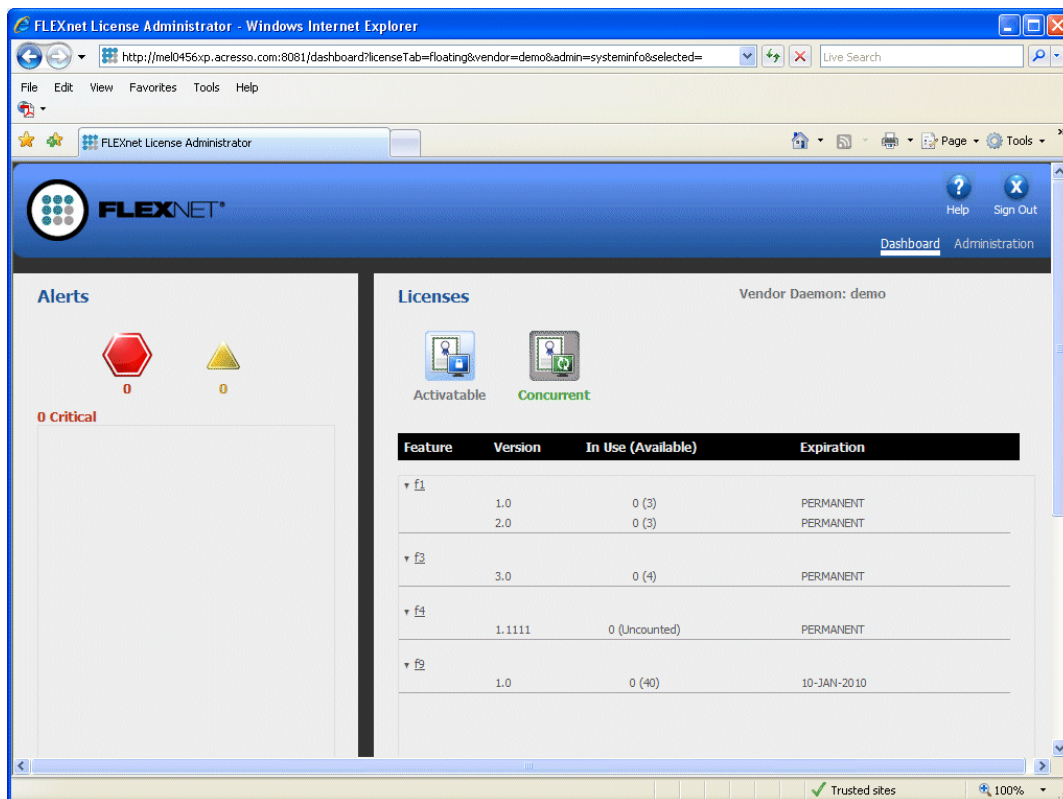 FLEXnet License Administrator - Windows Internet Explorer
http://mel0456xp.acresso.com:8081/dashboard?licenseTab=floating&vendor=demo&admin=systeminfo&selected=
Live Search
File Edit View Favorites Tools Help
FLEXnet License Administrator
Page Tools
FLEXNET
Help Sign Out
Dashboard Administration
Alerts
0 0
0 Critical
Licenses
Vendor Daemon: demo
Activatable Concurrent
Feature Version In Use (Available) Expiration
f1
1.0 0 (3) PERMANENT
2.0 0 (3) PERMANENT
f3
3.0 0 (4) PERMANENT
f4
1.1111 0 (Uncounted) PERMANENT
f9
1.0 0 (40) 10-JAN-2010
Trusted sites 100%